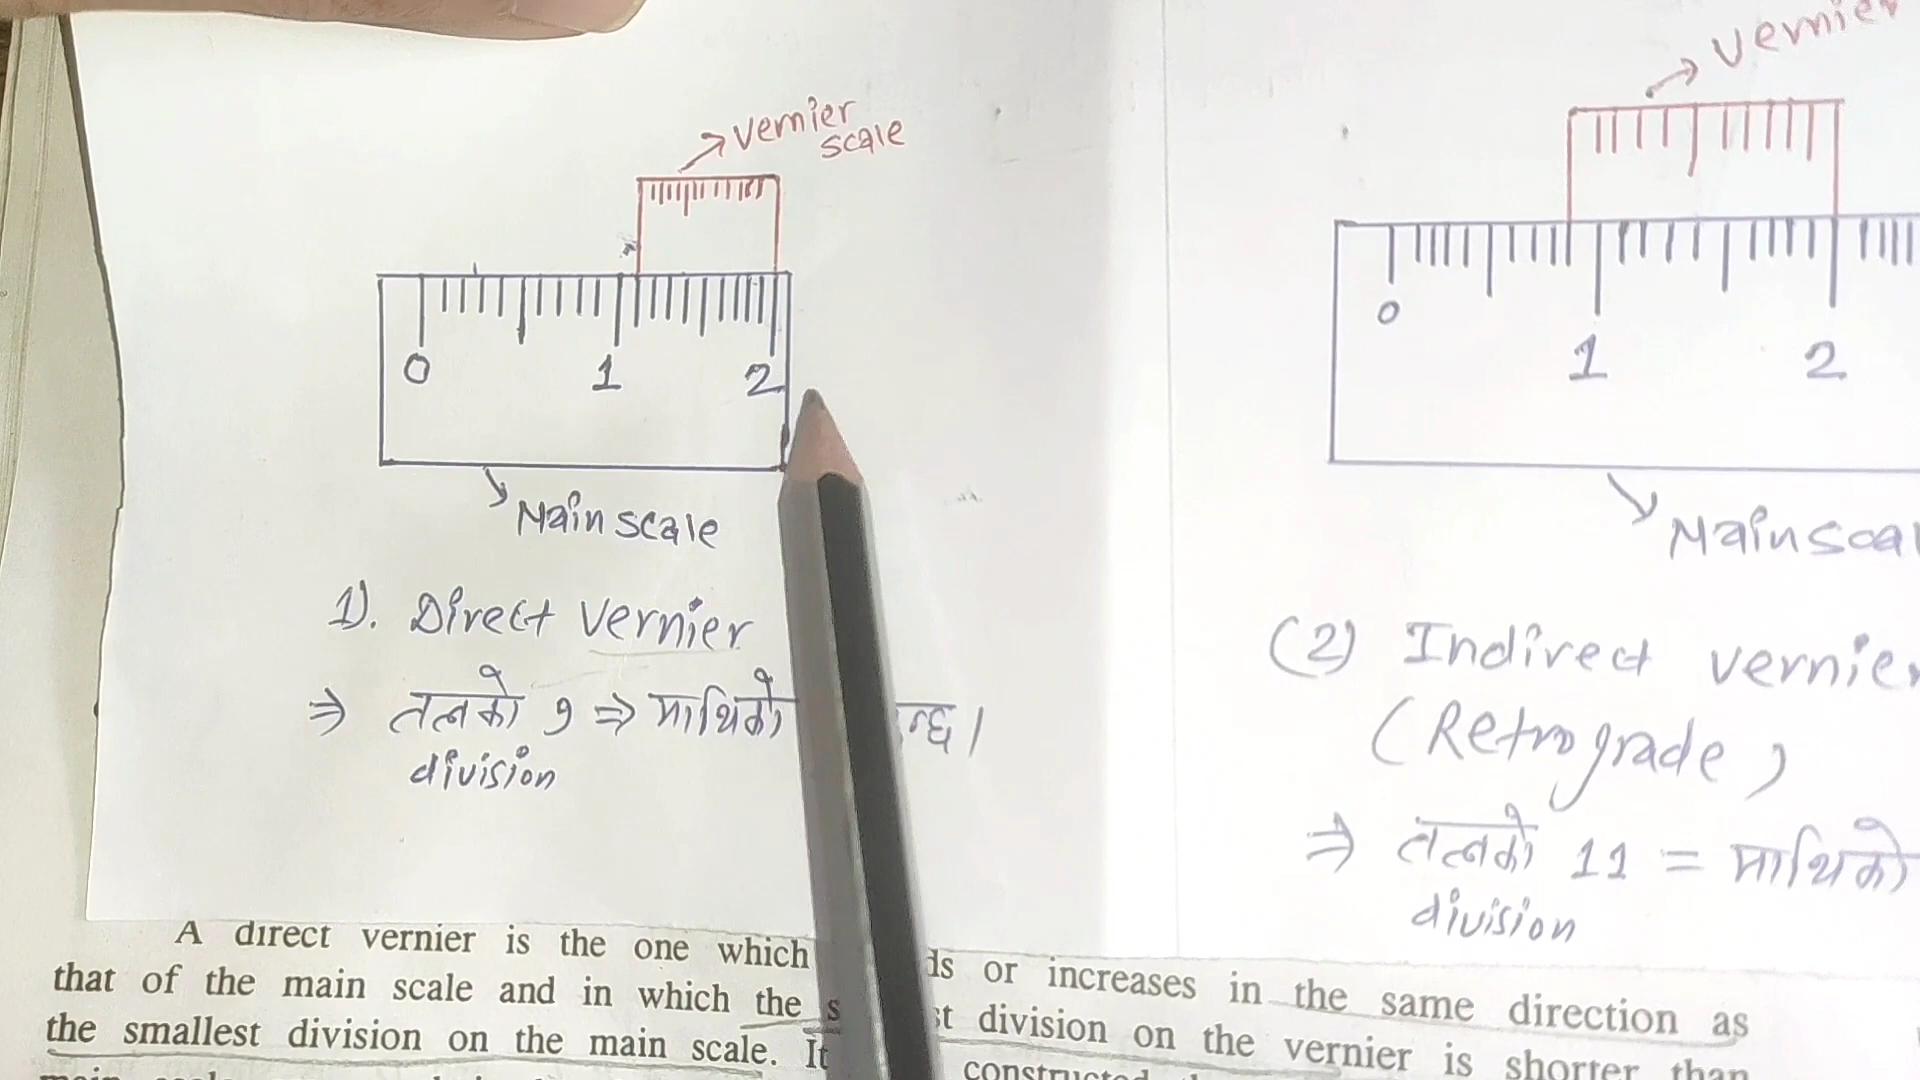 vernier
scale
0 1 2
Main scale
1). Direct vernier
⇒ तलको 9 ⇒ माथिको न्छ।
division
vernier
0
1 2
Main
(2) Indirect vernier
(Retrograde)
⇒ तलको 11 = माथिको
division
A direct vernier is the one which or increases in the same direction as
that of the main scale and in which the division on the vernier is shorter than
the smallest division on the main scale. It constructed